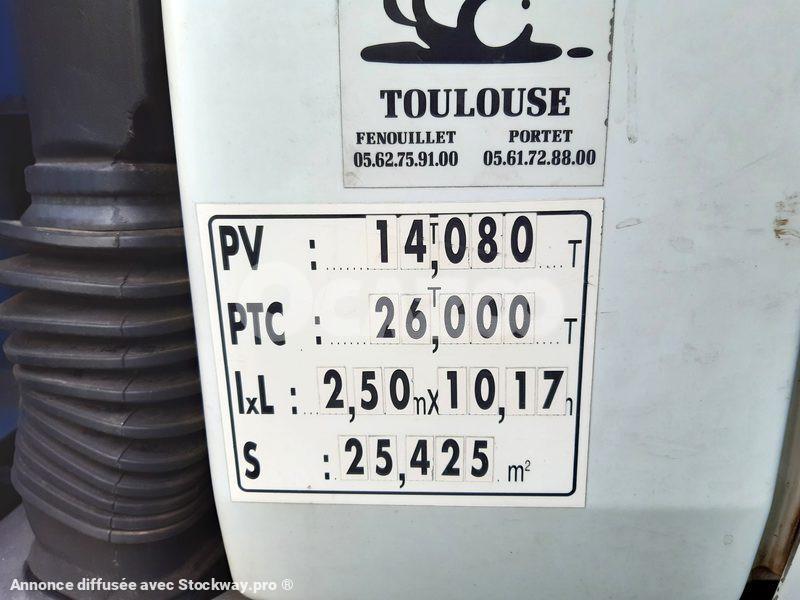 TOULOUSE
FENOUILLET PORTET
05.62.75.91.00 05.61.72.88.00
PV : 14,080 T
PTC : 26,000 T
lxL : 2,50 m x 10,17 m
S : 25,425 m²
Annonce diffusée avec Stockway.pro ®